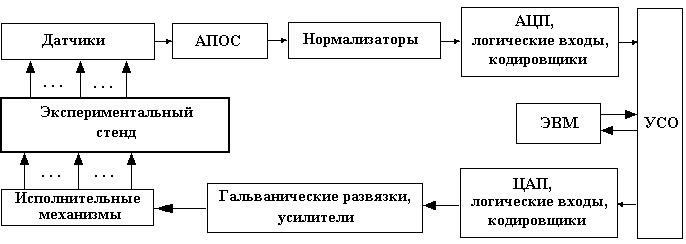 Датчики
АПОС
Нормализаторы
АЦП,
логические входы,
кодировщики
. . .
. . .
Экспериментальный
стенд
ЭВМ
УСО
. . .
. . .
Исполнительные
механизмы
Гальванические развязки,
усилители
ЦАП,
логические входы,
кодировщики